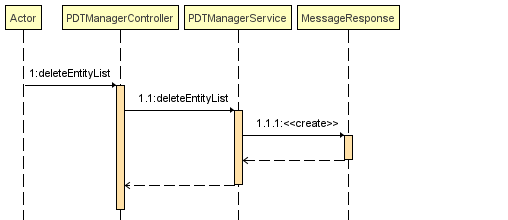 Actor PDTManagerController PDTManagerService MessageResponse
1:deleteEntityList
1.1:deleteEntityList
1.1.1:<<create>>